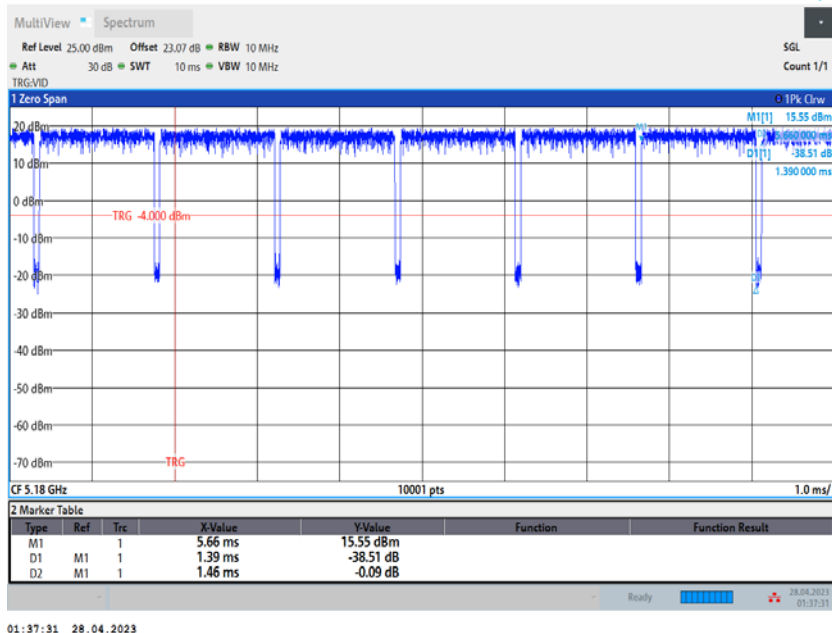 MultiView Spectrum
Ref Level 25.00 dBm Offset 23.07 dB RBW 10 MHz SGL
Att 30 dB SWT 10 ms VBW 10 MHz Count 1/1
TRG:VID
1 Zero Span 1Pk Clrw
M1[1] 15.55 dBm
20 dBm M1 5.660 000 ms
D1[1] -38.51 dB
10 dBm 1.390 000 ms
0 dBm
TRG -4.000 dBm
-10 dBm
-20 dBm
-30 dBm
-40 dBm
-50 dBm
-60 dBm
-70 dBm TRG
CF 5.18 GHz 10001 pts 1.0 ms/
2 Marker Table
Type Ref Trc X-Value Y-Value Function Function Result
M1 1 5.66 ms 15.55 dBm
D1 M1 1 1.39 ms -38.51 dB
D2 M1 1 1.46 ms -0.09 dB
Ready 28.04.2023
01:37:31
01:37:31 28.04.2023